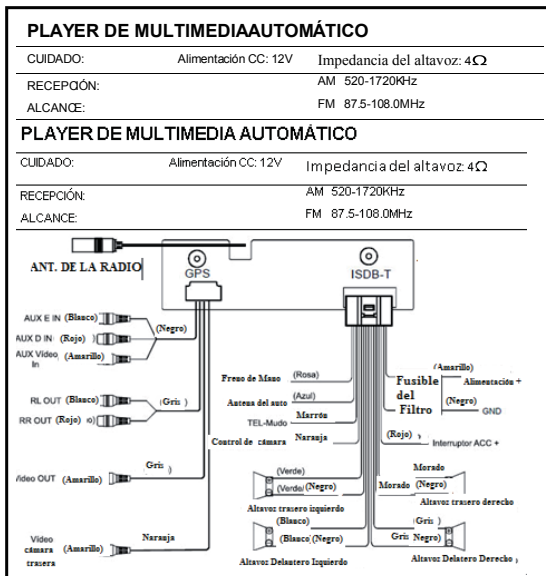 PLAYER DE MULTIMEDIAAUTOMÁTICO
CUIDADO: Alimentación CC: 12V Impedancia del altavoz: 4Ω
RECEPCIÓN: AM 520-1720KHz
ALCANCE: FM 87.5-108.0MHz
PLAYER DE MULTIMEDIA AUTOMÁTICO
CUIDADO: Alimentación CC: 12V Impedancia del altavoz: 4Ω
RECEPCIÓN: AM 520-1720KHz
ALCANCE: FM 87.5-108.0MHz
ANT. DE LA RADIO
GPS
ISDB-T
AUX E IN (Blanco)
(Negro)
AUX D IN (Rojo) )
AUX Vídeo In (Amarillo)
RL OUT (Blanco)
(Gris )
RR OUT (Rojo) o)
Gris )
Video OUT (Amarillo)
Naranja
Vídeo cámara trasera (Amarillo)
Freno de Mano (Rosa)
Antena del auto (Azul)
TEL-Mudo Marrón
Control de cámara Naranja
(Amarillo)
Fusible del Filtro
Alimentación +
(Negro)
GND
(Rojo) )
Interruptor ACC +
(Verde)
(Verde/(Negro)
Altavoz trasero izquierdo
Morado
Morado (Negro)
Altavoz trasero derecho
(Blanco)
(Blanco(Negro)
Altavoz Delantero Izquierdo
(Gris )
Gris Negro)
Altavoz Delatero Derecho )